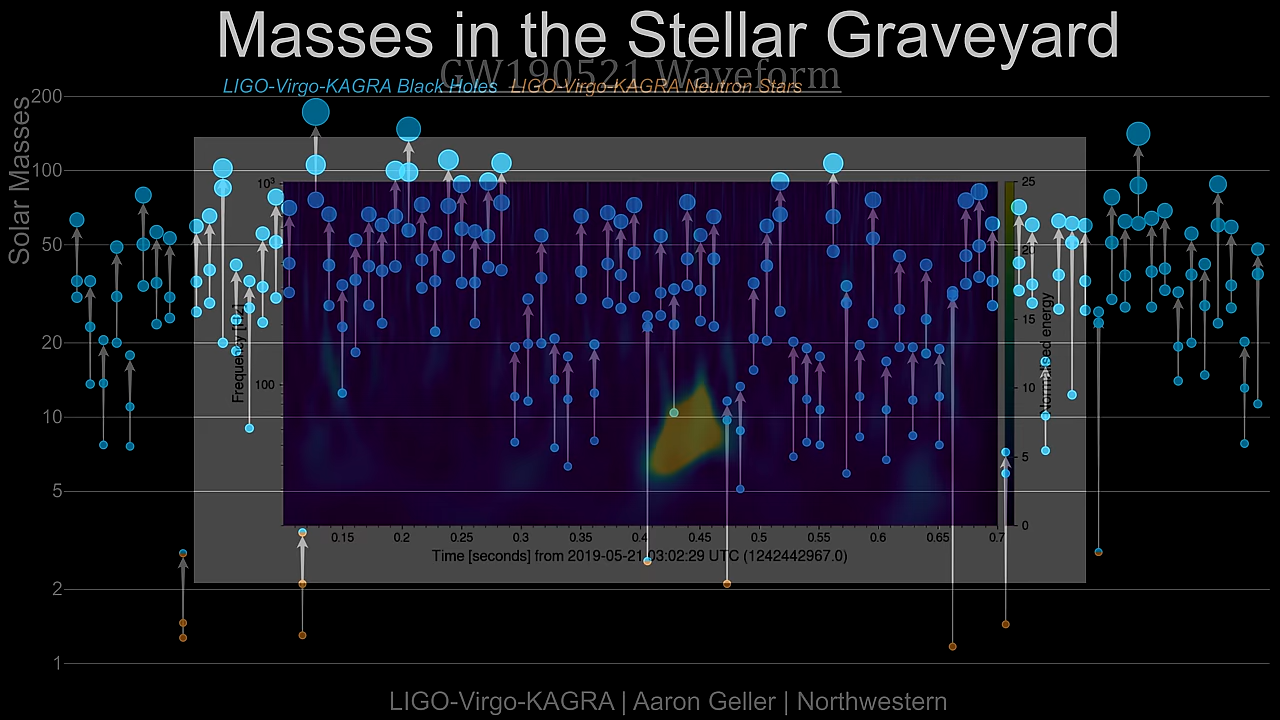 Masses in the Stellar Graveyard
GW190521 Waveform
LIGO-Virgo-KAGRA Black Holes LIGO-Virgo-KAGRA Neutron Stars
Solar Masses
200
100
50
20
10
5
2
1
Frequency [Hz]
10³
100
0.15 0.2 0.25 0.3 0.35 0.4 0.45 0.5 0.55 0.6 0.65 0.7
Time [seconds] from 2019-05-21 03:02:29 UTC (1242442967.0)
25
20
15
10
5
0
Normalised energy
LIGO-Virgo-KAGRA | Aaron Geller | Northwestern